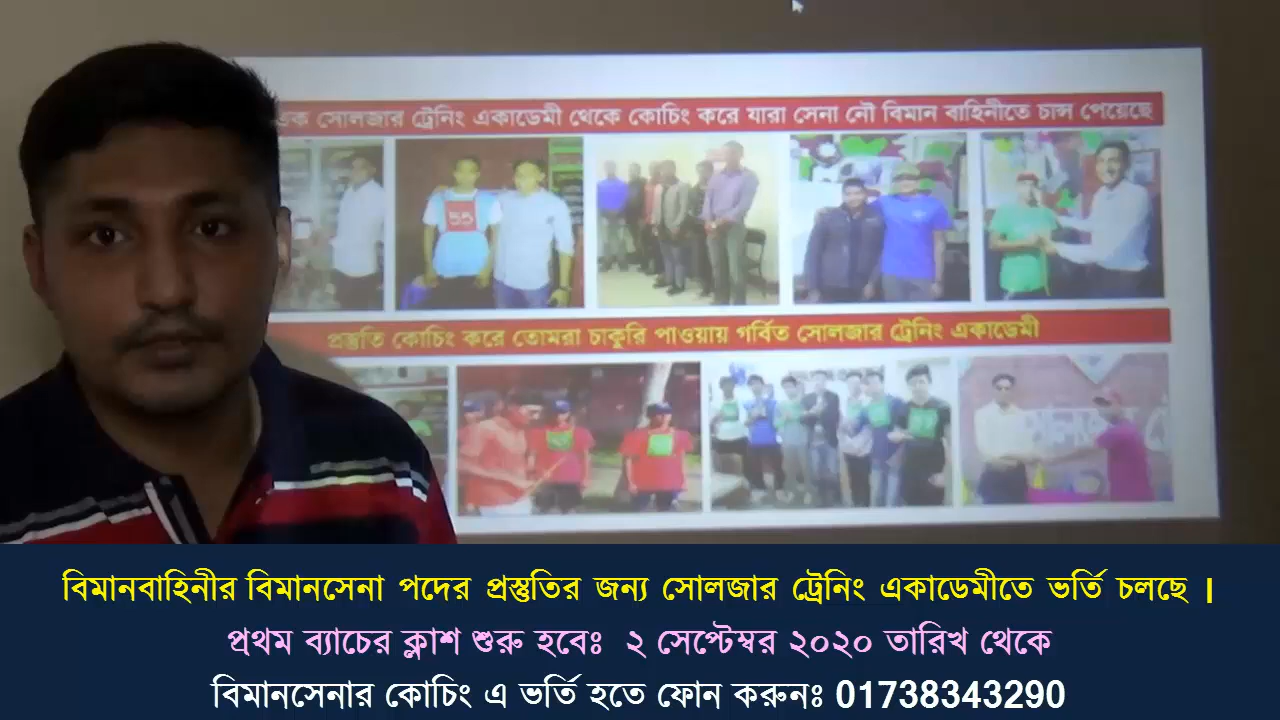 সোলজার ট্রেনিং একাডেমী থেকে কোচিং করে যারা সেনা নৌ বিমান বাহিনীতে চান্স পেয়েছে
55
প্রস্তুতি কোচিং করে তোমরা চাকুরি পাওয়ায় গর্বিত সোলজার ট্রেনিং একাডেমী
বিমানবাহিনীর বিমানসেনা পদের প্রস্তুতির জন্য সোলজার ট্রেনিং একাডেমীতে ভর্তি চলছে ।
প্রথম ব্যাচের ক্লাশ শুরু হবেঃ ২ সেপ্টেম্বর ২০২০ তারিখ থেকে
বিমানসেনার কোচিং এ ভর্তি হতে ফোন করুনঃ 01738343290